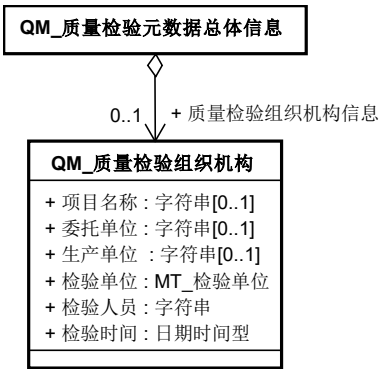 QM_质量检验元数据总体信息
0..1 + 质量检验组织机构信息
QM_质量检验组织机构
+ 项目名称 : 字符串[0..1]
+ 委托单位 : 字符串[0..1]
+ 生产单位 : 字符串[0..1]
+ 检验单位 : MT_检验单位
+ 检验人员 : 字符串
+ 检验时间 : 日期时间型